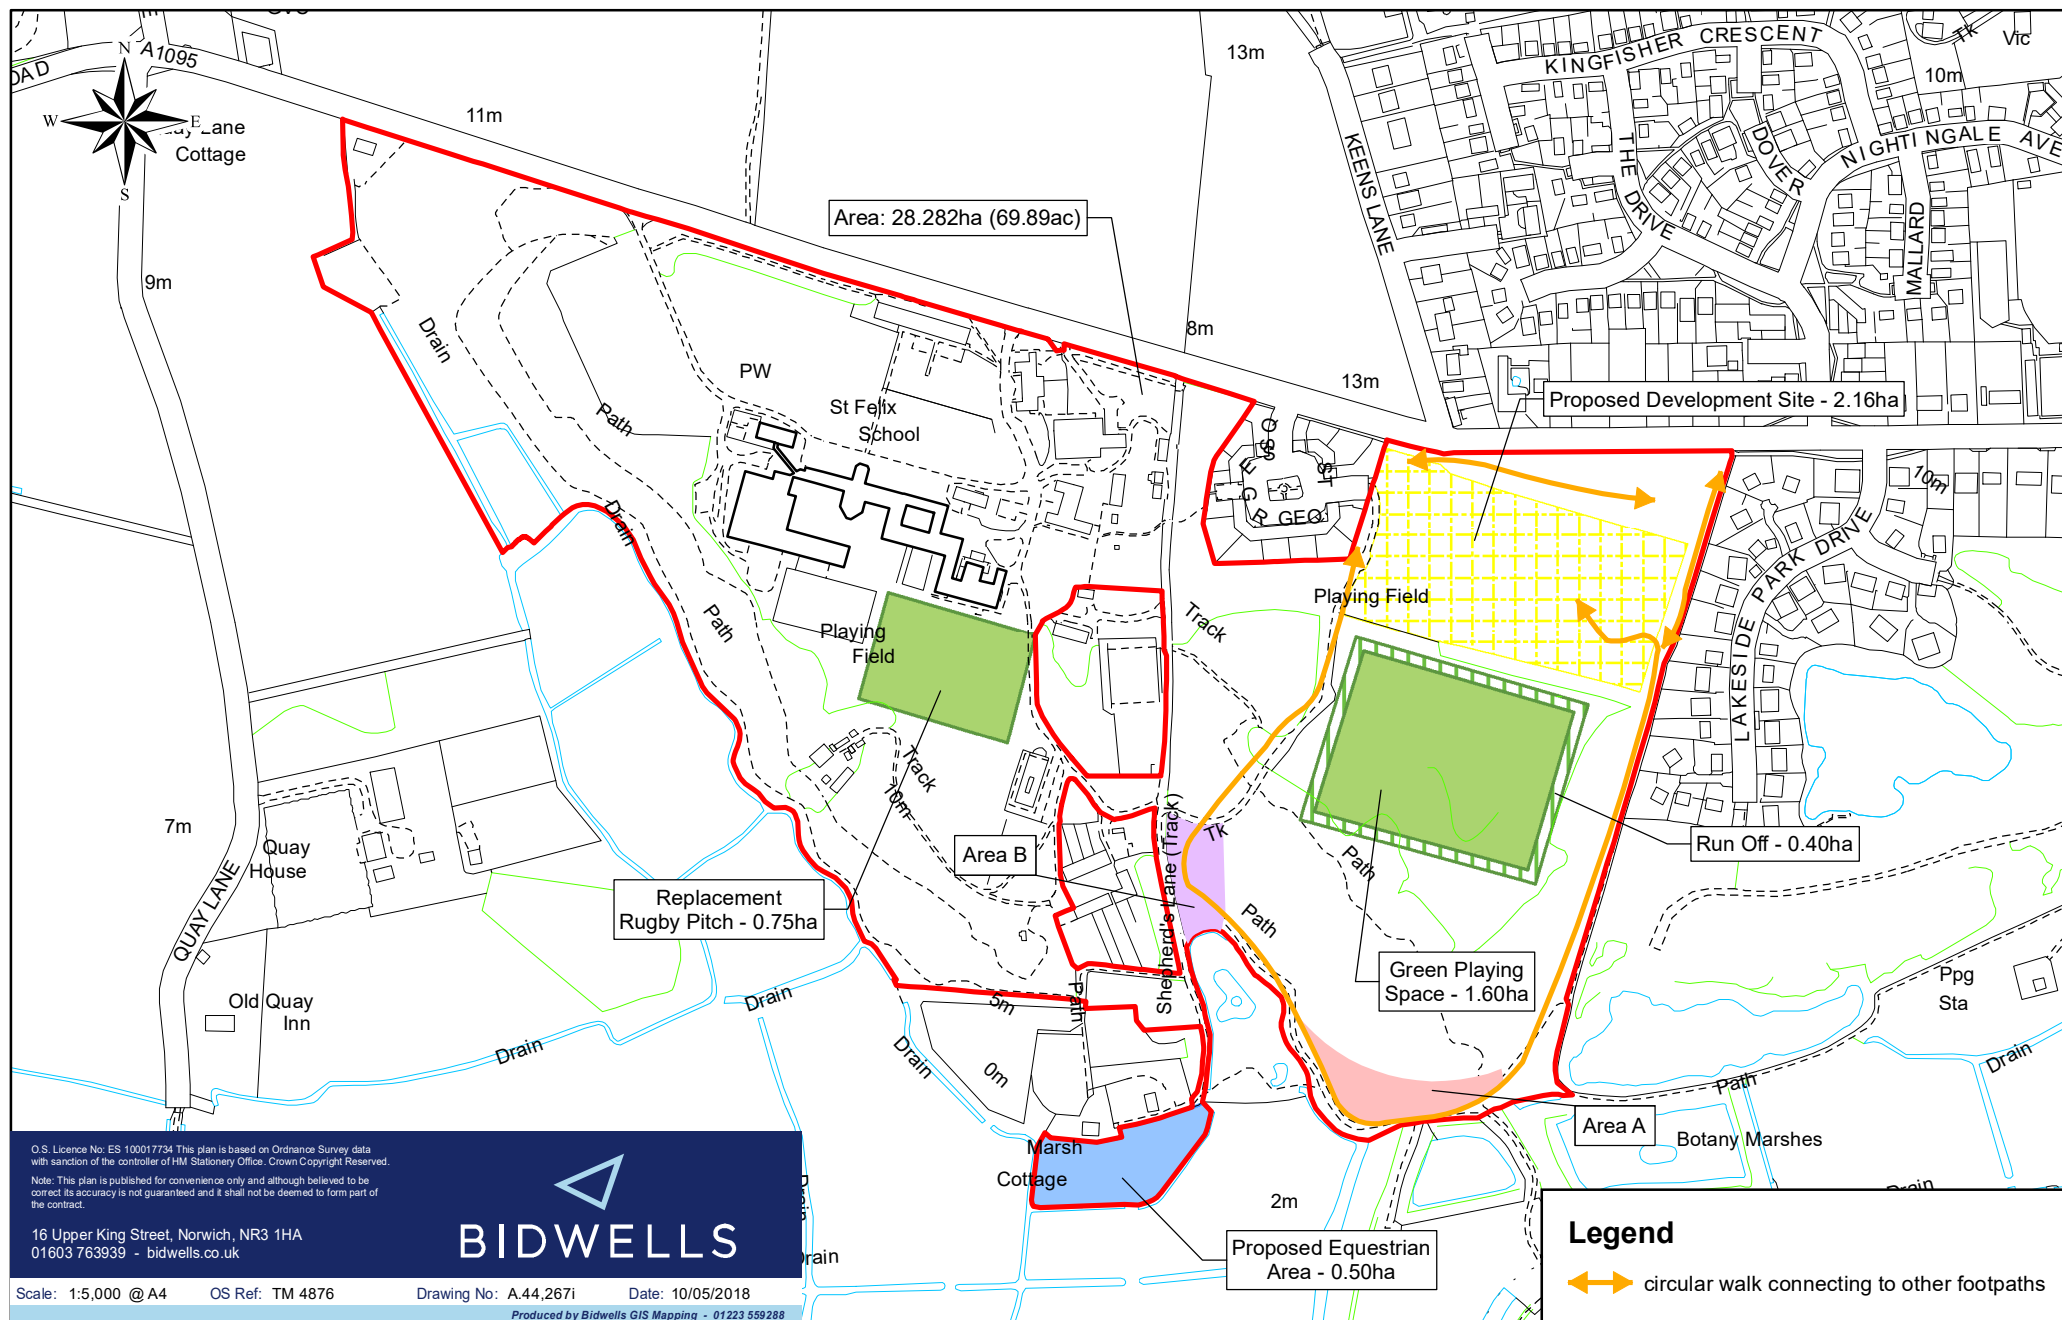 N
W
E
S
OAD
A1095
Lane
Cottage
11m
13m
9m
Area: 28.282ha (69.89ac)
8m
13m
KEENS LANE
KINGFISHER CRESCENT
Tk
Vic
10m
THE DRIVE
DOVER
NIGHTINGALE AVE
MALLARD
Proposed Development Site - 2.16ha
Drain
Path
PW
St Felix
School
ST GEORGES SQ
10m
LAKESIDE PARK DRIVE
Drain
Path
Playing
Field
Track
Playing Field
Track
10m
7m
Quay
House
QUAY LANE
Old Quay
Inn
Area B
Replacement
Rugby Pitch - 0.75ha
Shepherd's Lane (Track)
Tk
Path
Path
Run Off - 0.40ha
Green Playing
Space - 1.60ha
Ppg
Sta
Drain
Drain
Drain
5m
Path
0m
Path
Drain
Area A
Botany Marshes
Marsh
Cottage
2m
Drain
Drain
Drain
Proposed Equestrian
Area - 0.50ha
Legend
circular walk connecting to other footpaths
O.S. Licence No: ES 100017734 This plan is based on Ordnance Survey data
with sanction of the controller of HM Stationery Office. Crown Copyright Reserved.
Note: This plan is published for convenience only and although believed to be
correct its accuracy is not guaranteed and it shall not be deemed to form part of
the contract.
16 Upper King Street, Norwich, NR3 1HA
01603 763939 - bidwells.co.uk
BIDWELLS
Scale: 1:5,000 @ A4 OS Ref: TM 4876 Drawing No: A.44,267i Date: 10/05/2018
Produced by Bidwells GIS Mapping - 01223 559288